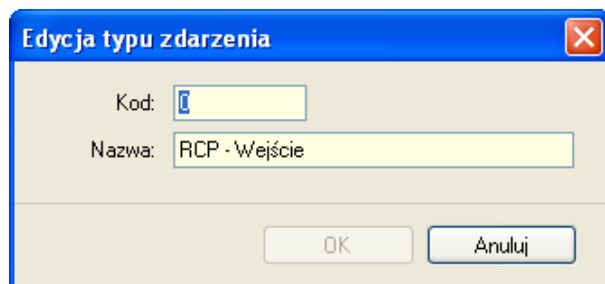 Edycja typu zdarzenia
Kod: 0
Nazwa: RCP - Wejście
OK Anuluj